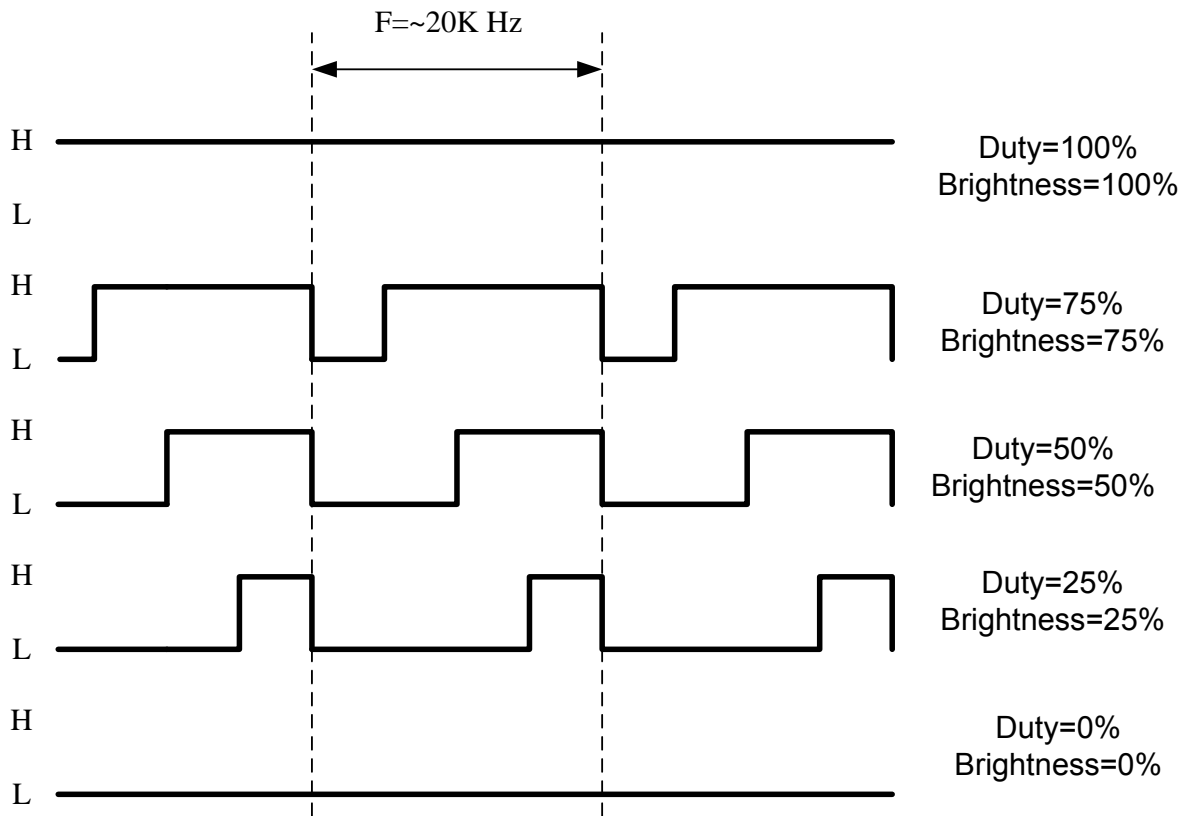 F=~20K Hz
H
L
Duty=100%
Brightness=100%
H
L
Duty=75%
Brightness=75%
H
L
Duty=50%
Brightness=50%
H
L
Duty=25%
Brightness=25%
H
L
Duty=0%
Brightness=0%